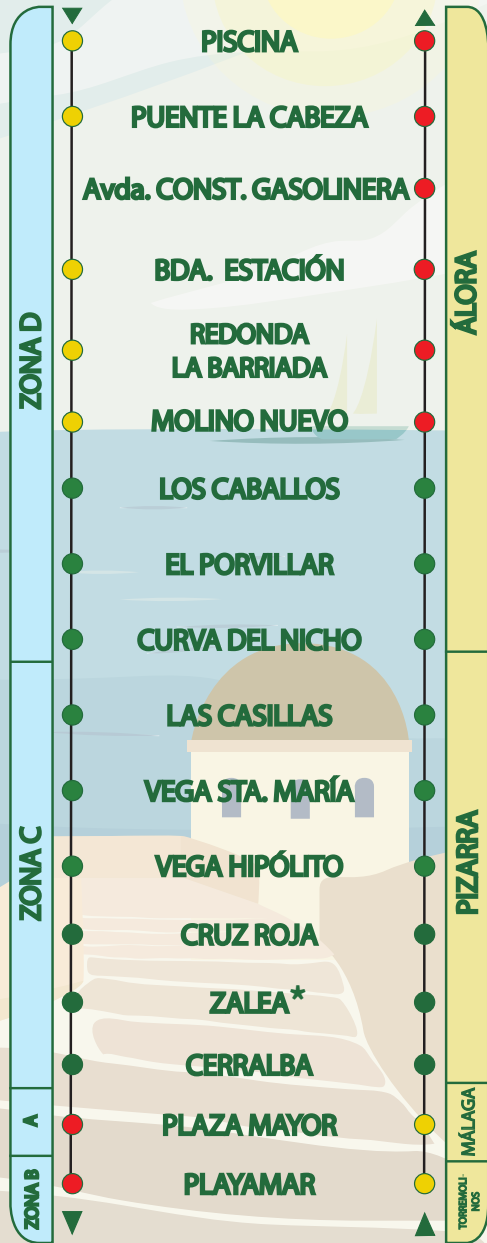 PISCINA
PUENTE LA CABEZA
Avda. CONST. GASOLINERA
BDA. ESTACIÓN
REDONDA
LA BARRIADA
MOLINO NUEVO
LOS CABALLOS
EL PORVILLAR
CURVA DEL NICHO
LAS CASILLAS
VEGA STA. MARÍA
VEGA HIPÓLITO
CRUZ ROJA
ZALEA*
CERRALBA
PLAZA MAYOR
PLAYAMAR
ZONA D
ZONA C
A
ZONA B
ÁLORA
PIZARRA
MÁLAGA
TORREMOLI-
NOS